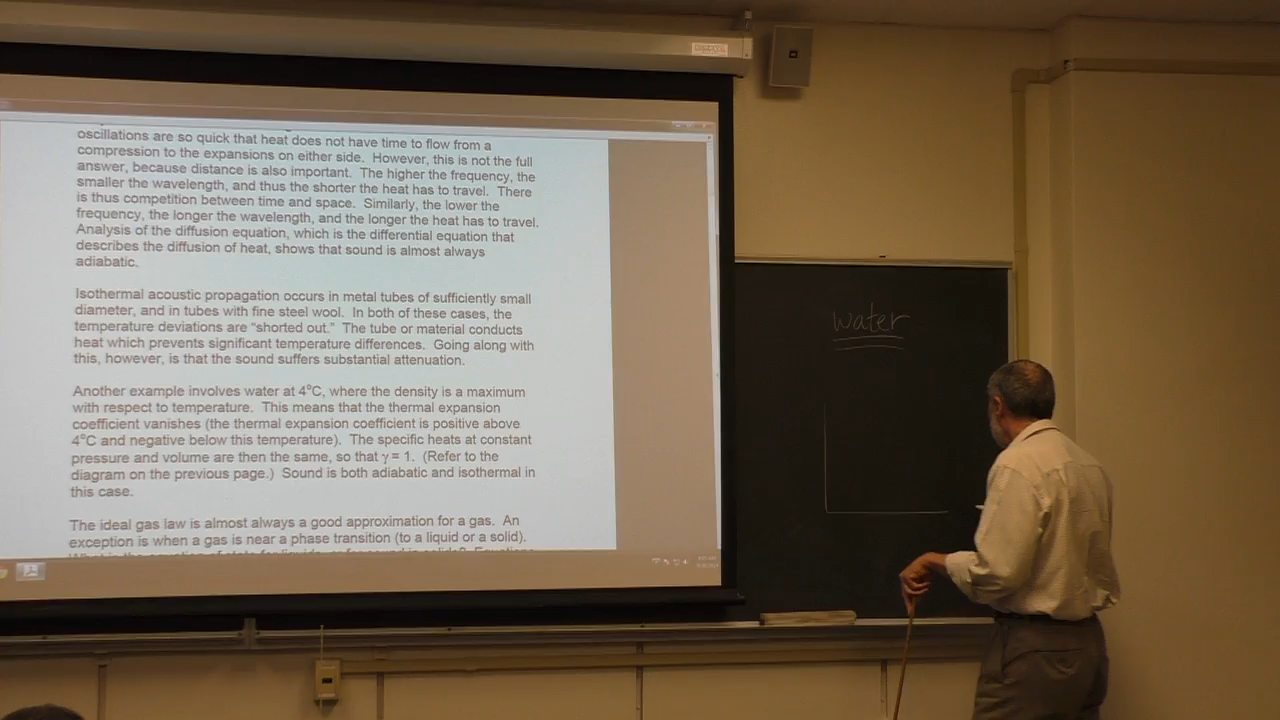 oscillations are so quick that heat does not have time to flow from a
compression to the expansions on either side. However, this is not the full
answer, because distance is also important. The higher the frequency, the
smaller the wavelength, and thus the shorter the heat has to travel. There
is thus competition between time and space. Similarly, the lower the
frequency, the longer the wavelength, and the longer the heat has to travel.
Analysis of the diffusion equation, which is the differential equation that
describes the diffusion of heat, shows that sound is almost always
adiabatic.
Isothermal acoustic propagation occurs in metal tubes of sufficiently small
diameter, and in tubes with fine steel wool. In both of these cases, the
temperature deviations are “shorted out.” The tube or material conducts
heat which prevents significant temperature differences. Going along with
this, however, is that the sound suffers substantial attenuation.
Another example involves water at 4°C, where the density is a maximum
with respect to temperature. This means that the thermal expansion
coefficient vanishes (the thermal expansion coefficient is positive above
4°C and negative below this temperature). The specific heats at constant
pressure and volume are then the same, so that γ = 1. (Refer to the
diagram on the previous page.) Sound is both adiabatic and isothermal in
this case.
The ideal gas law is almost always a good approximation for a gas. An
exception is when a gas is near a phase transition (to a liquid or a solid).
water